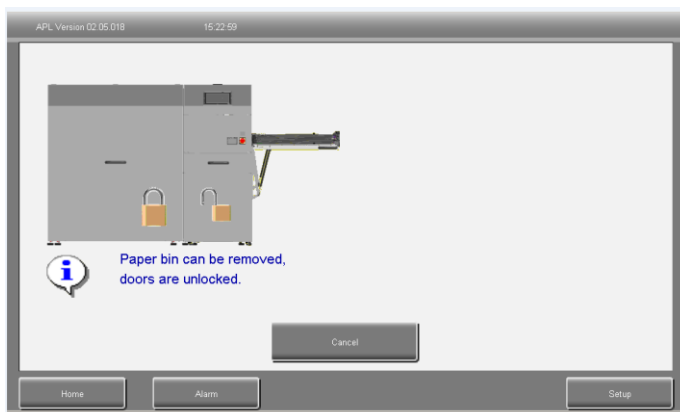 APL Version 02.05.018 15:22:59
Paper bin can be removed,
doors are unlocked.
Cancel
Home Alarm Setup